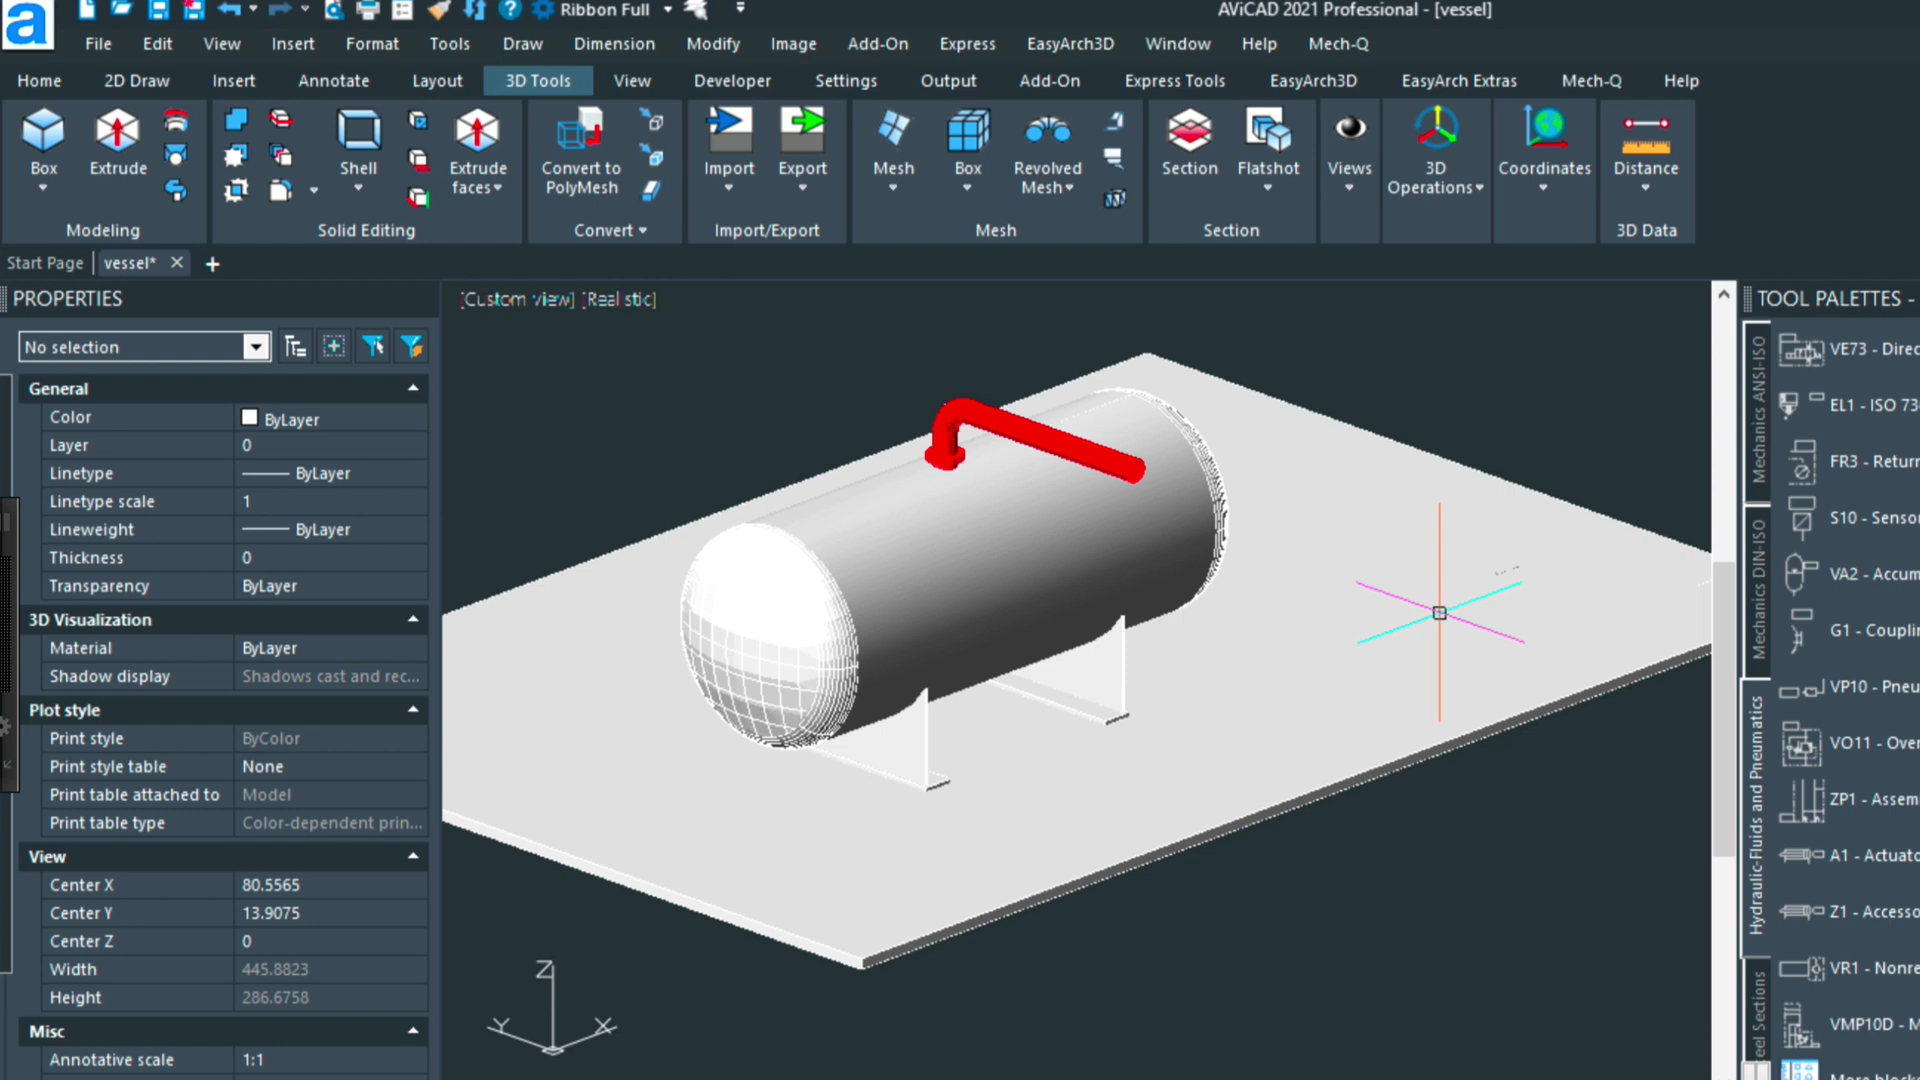 a
Ribbon Full
AViCAD 2021 Professional - [vessel]
File Edit View Insert Format Tools Draw Dimension Modify Image Add-On Express EasyArch3D Window Help Mech-Q
Home 2D Draw Insert Annotate Layout 3D Tools View Developer Settings Output Add-On Express Tools EasyArch3D EasyArch Extras Mech-Q Help
Box Extrude Shell Extrude faces Convert to PolyMesh Import Export Mesh Box Revolved Mesh Section Flatshot Views 3D Operations Coordinates Distance
Modeling Solid Editing Convert Import/Export Mesh Section 3D Data
Start Page vessel* × +
PROPERTIES
[Custom view] [Realistic]
TOOL PALETTES -
No selection
General
Color ByLayer
Layer 0
Linetype ByLayer
Linetype scale 1
Lineweight ByLayer
Thickness 0
Transparency ByLayer
3D Visualization
Material ByLayer
Shadow display Shadows cast and rec...
Plot style
Print style ByColor
Print style table None
Print table attached to Model
Print table type Color-dependent prin...
View
Center X 80.5565
Center Y 13.9075
Center Z 0
Width 445.8823
Height 286.6758
Misc
Annotative scale 1:1
Z
Y
X
Mechanics ANSI-ISO
Mechanics DIN-ISO
Hydraulic-Fluids and Pneumatics
eel Sections
VE73 - Direc
EL1 - ISO 73
FR3 - Return
S10 - Senso
VA2 - Accum
G1 - Couplin
VP10 - Pneu
VO11 - Over
ZP1 - Assem
A1 - Actuato
Z1 - Accesso
VR1 - Nonre
VMP10D - M